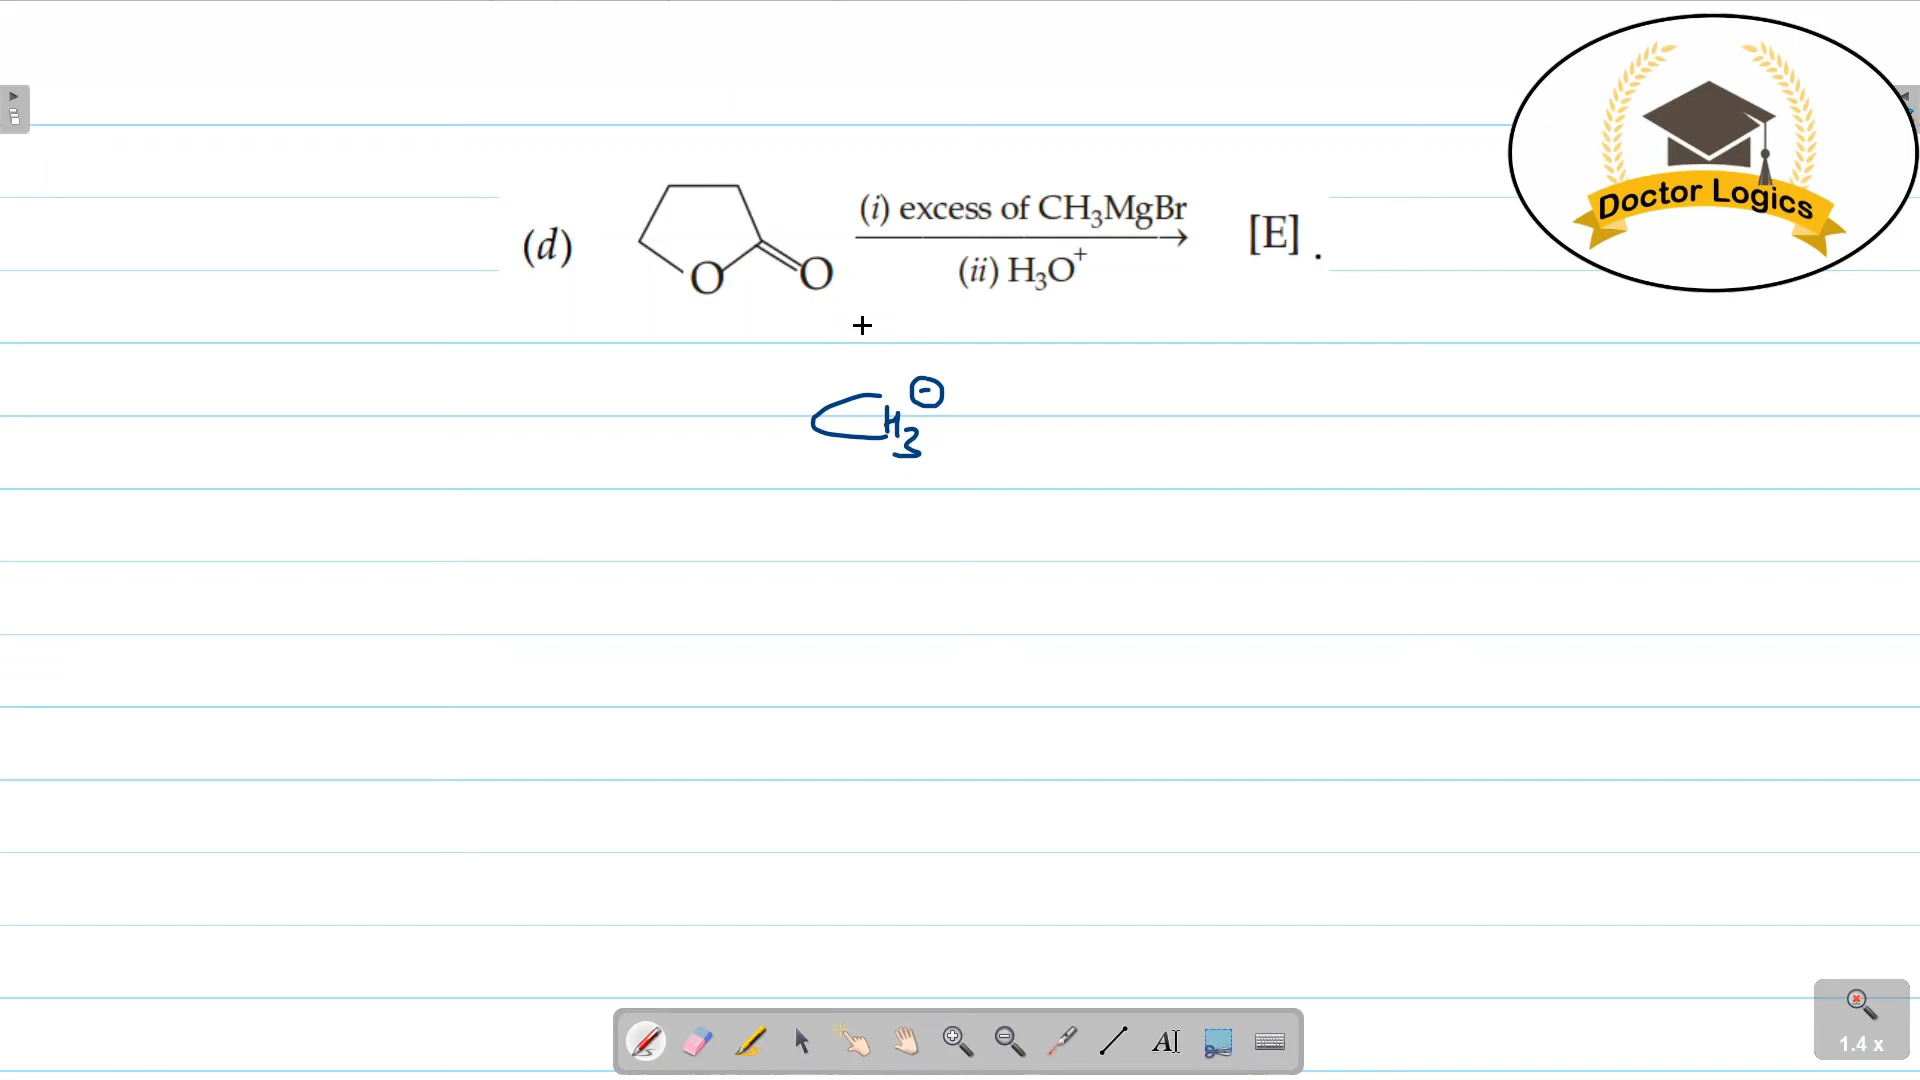 (d) O O (i) excess of CH₃MgBr
(ii) H₃O⁺ [E] .
CH₃⊖
Doctor Logics
AI
1.4 x